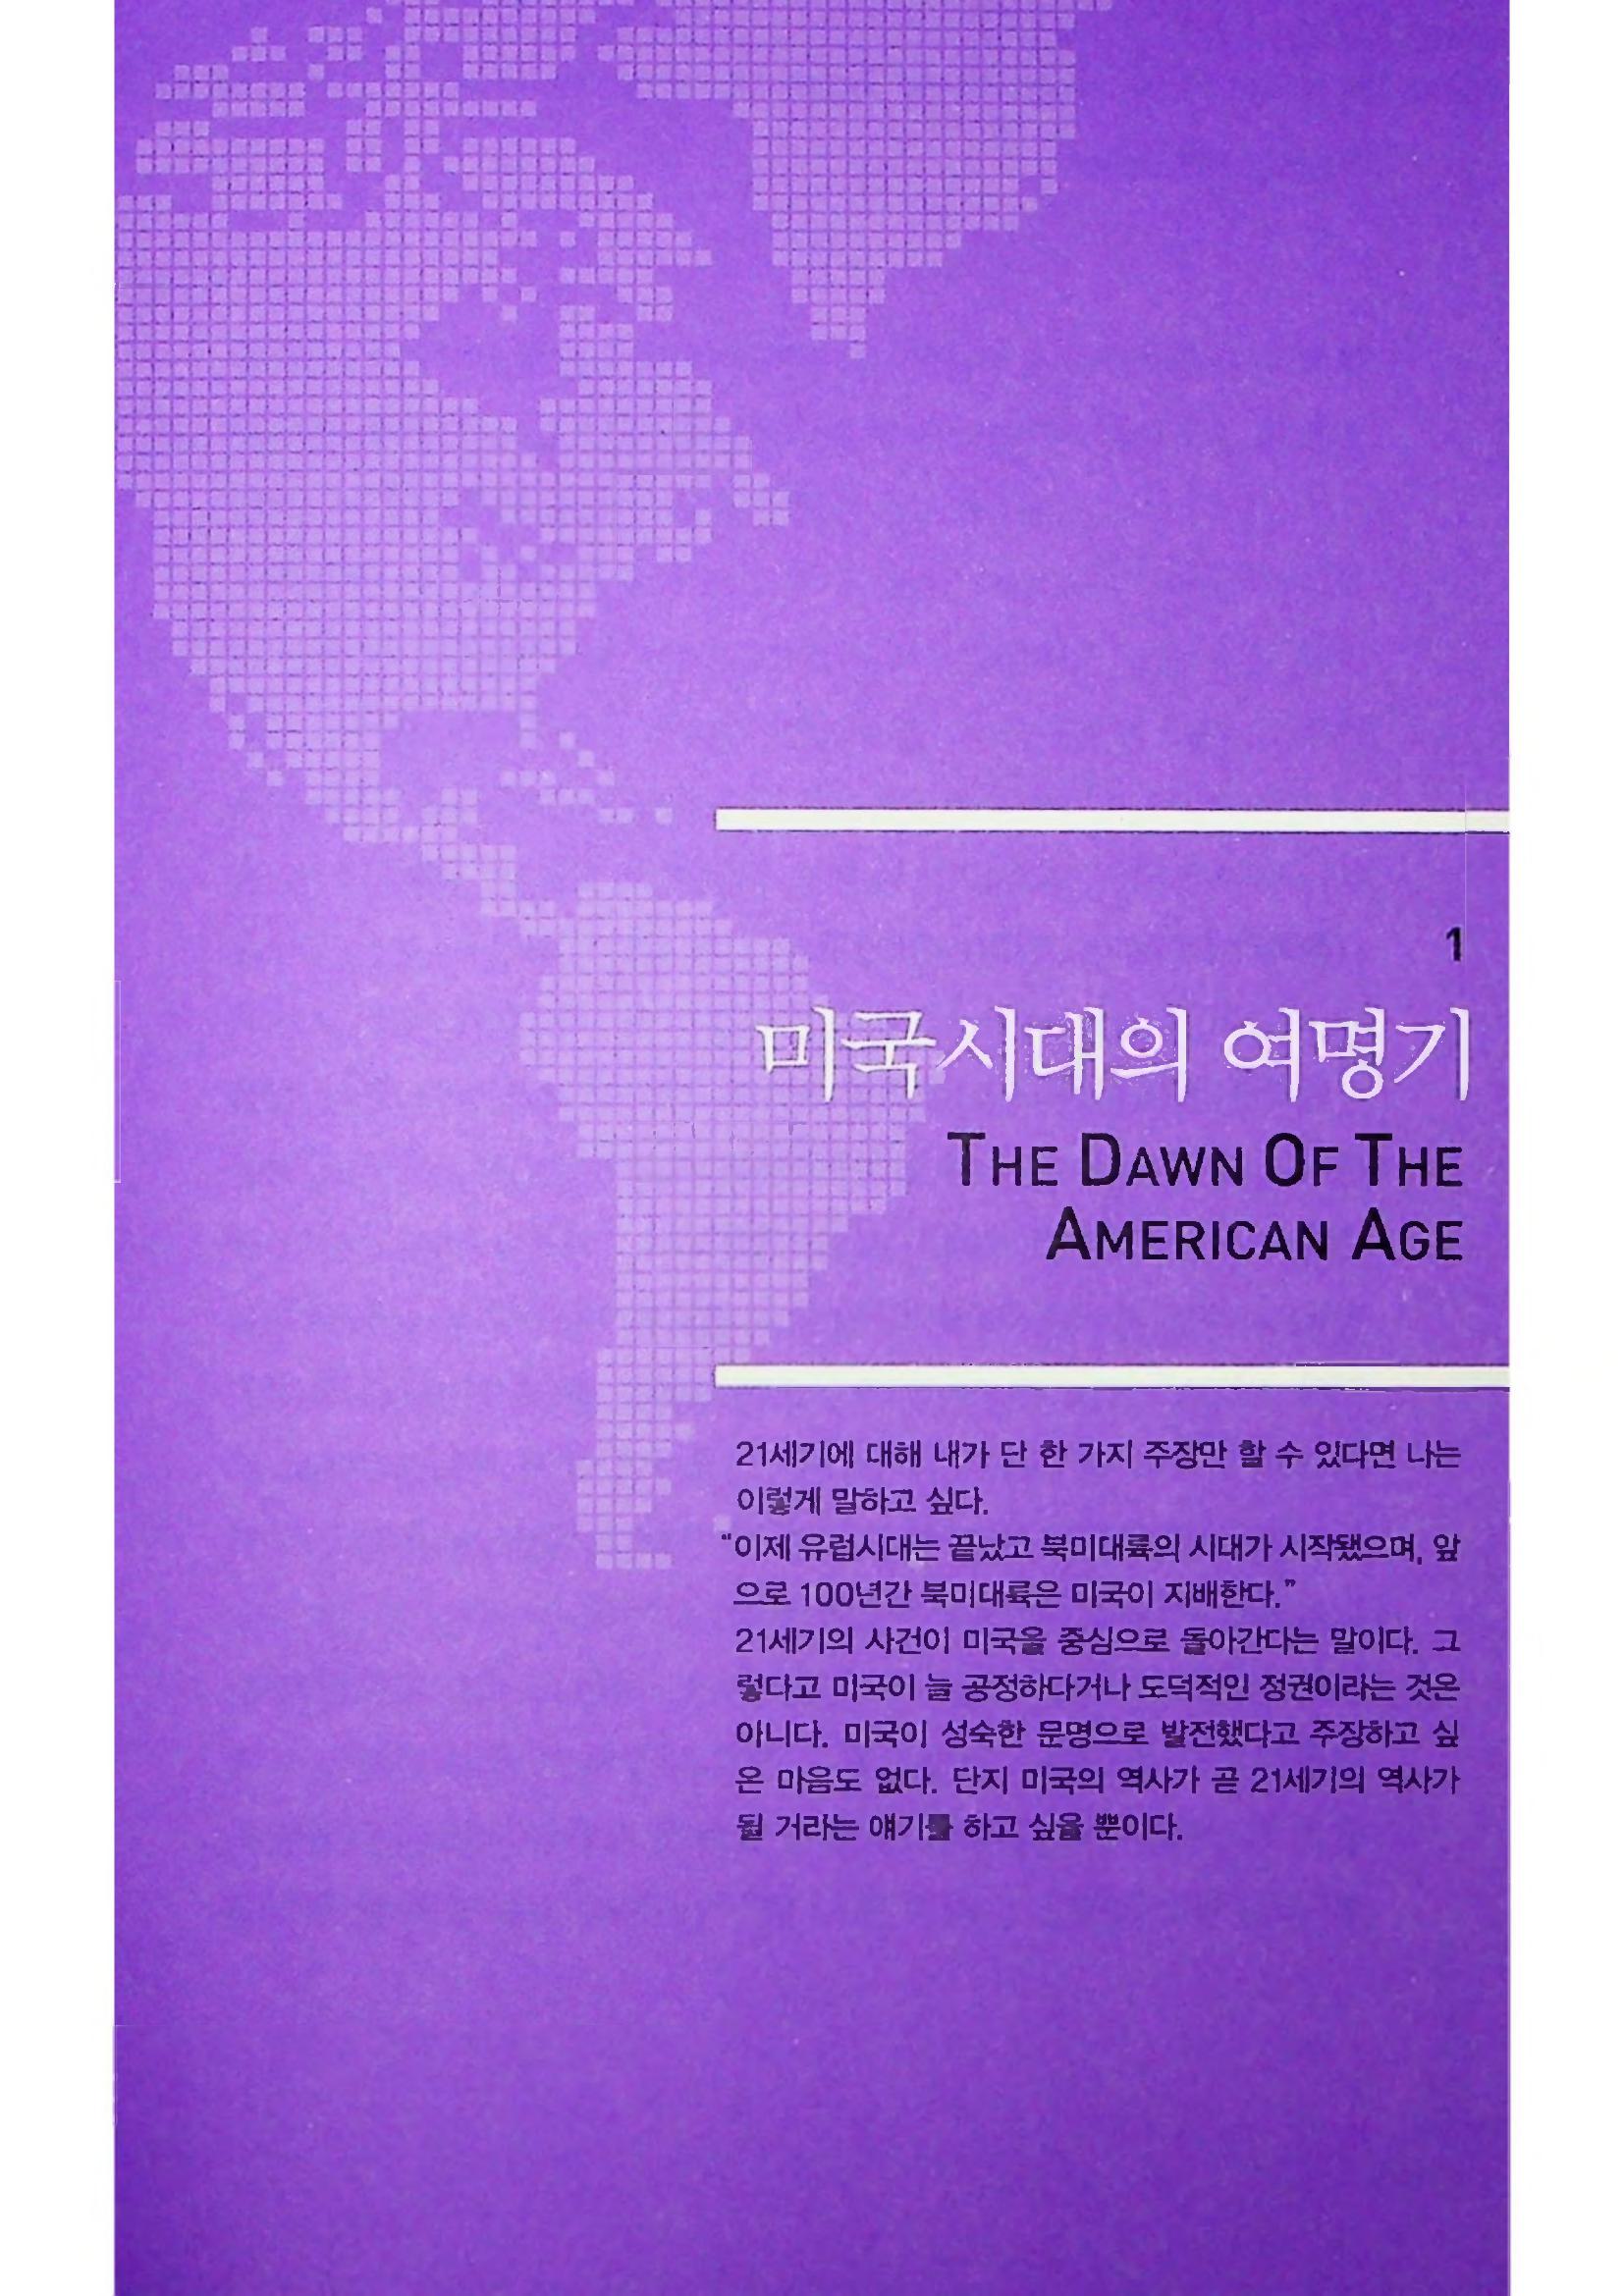 1
미국시대의 여명기
THE DAWN OF THE
AMERICAN AGE
21세기에 대해 내가 단 한 가지 주장만 할 수 있다면 나는
이렇게 말하고 싶다.
“이제 유럽시대는 끝났고 북미대륙의 시대가 시작됐으며, 앞
으로 100년간 북미대륙은 미국이 지배한다.”
21세기의 사건이 미국을 중심으로 돌아간다는 말이다. 그
렇다고 미국이 늘 공정하다거나 도덕적인 정권이라는 것은
아니다. 미국이 성숙한 문명으로 발전했다고 주장하고 싶
은 마음도 없다. 단지 미국의 역사가 곧 21세기의 역사가
될 거라는 얘기를 하고 싶을 뿐이다.